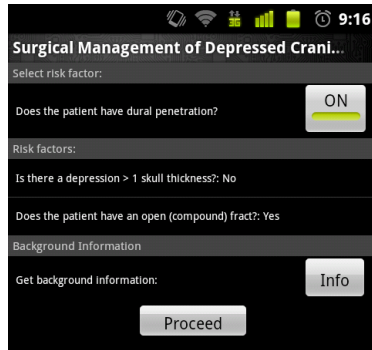 3G 9:16
Surgical Management of Depressed Crani...
Select risk factor:
Does the patient have dural penetration?
ON
Risk factors:
Is there a depression > 1 skull thickness?: No
Does the patient have an open (compound) fract?: Yes
Background Information
Get background information:
Info
Proceed